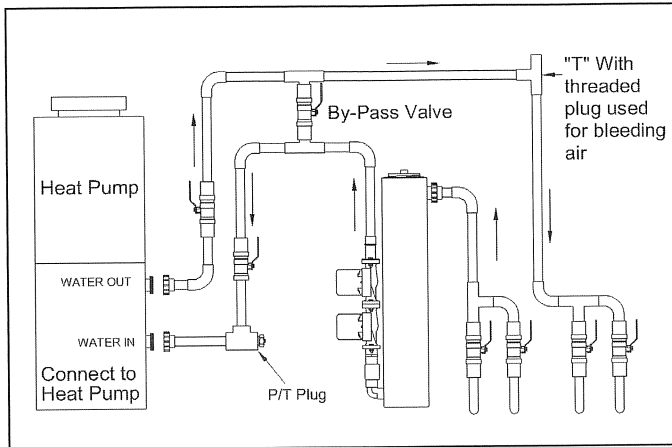 "T" With
threaded
plug used
for bleeding
air
By-Pass Valve
Heat Pump
WATER OUT
WATER IN
Connect to
Heat Pump
P/T Plug